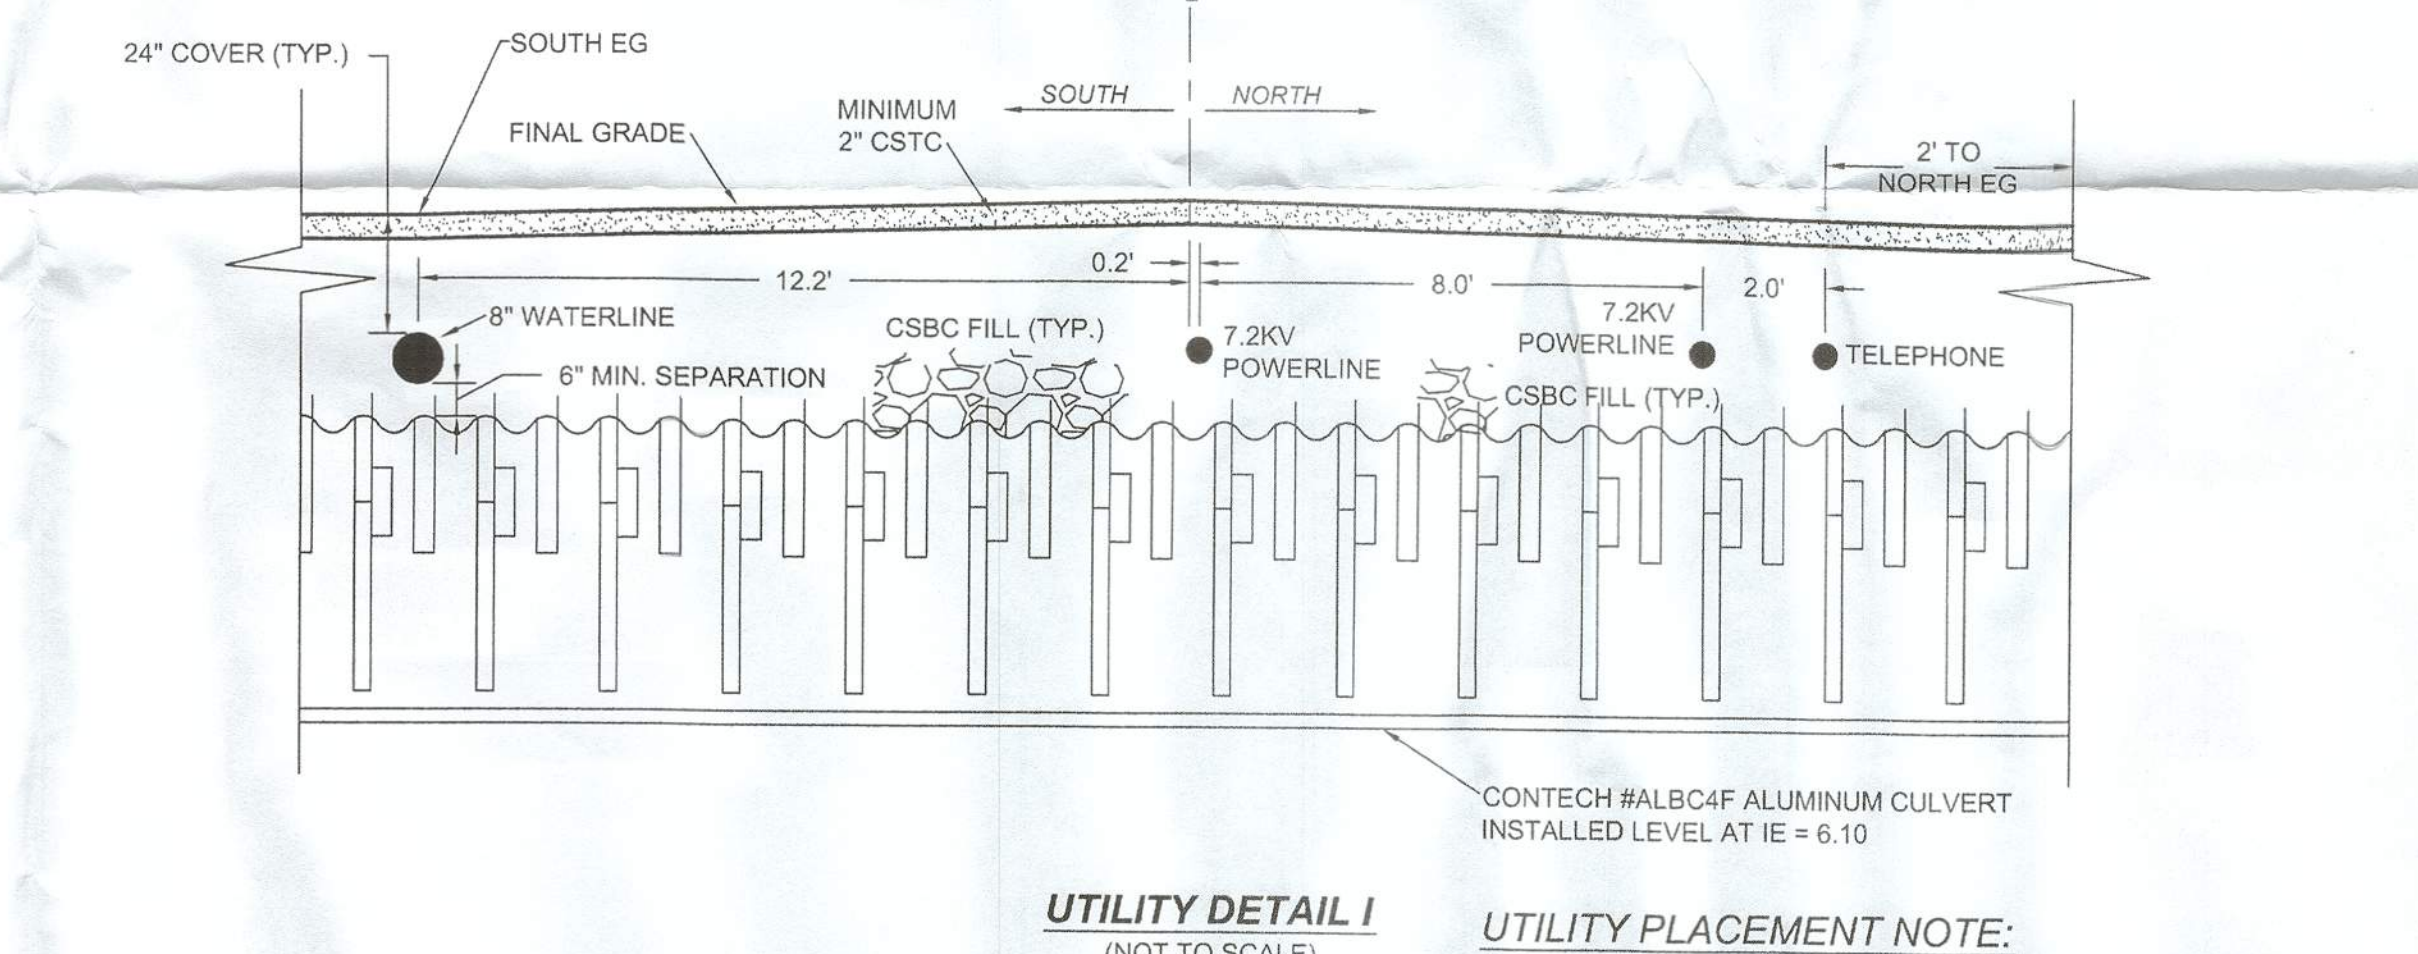 24" COVER (TYP.)
SOUTH EG
FINAL GRADE
MINIMUM
2" CSTC
SOUTH
NORTH
2' TO
NORTH EG
12.2'
0.2'
8.0'
2.0'
8" WATERLINE
6" MIN. SEPARATION
CSBC FILL (TYP.)
7.2KV
POWERLINE
7.2KV
POWERLINE
TELEPHONE
CSBC FILL (TYP.)
CONTECH #ALBC4F ALUMINUM CULVERT
INSTALLED LEVEL AT IE = 6.10
UTILITY DETAIL I
(NOT TO SCALE)
UTILITY PLACEMENT NOTE: